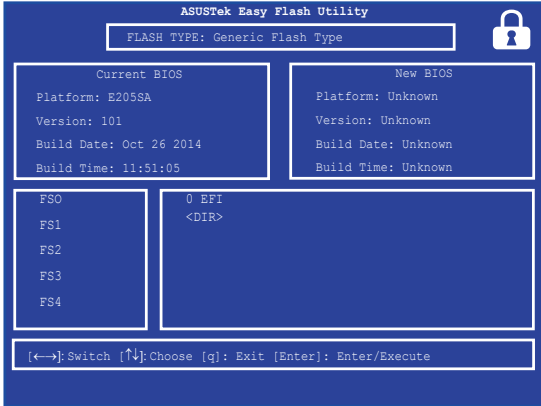 ASUSTek Easy Flash Utility
FLASH TYPE: Generic Flash Type
Current BIOS
Platform: E205SA
Version: 101
Build Date: Oct 26 2014
Build Time: 11:51:05
New BIOS
Platform: Unknown
Version: Unknown
Build Date: Unknown
Build Time: Unknown
FS0
FS1
FS2
FS3
FS4
0 EFI
<DIR>
[←→]: Switch [↑↓]: Choose [q]: Exit [Enter]: Enter/Execute